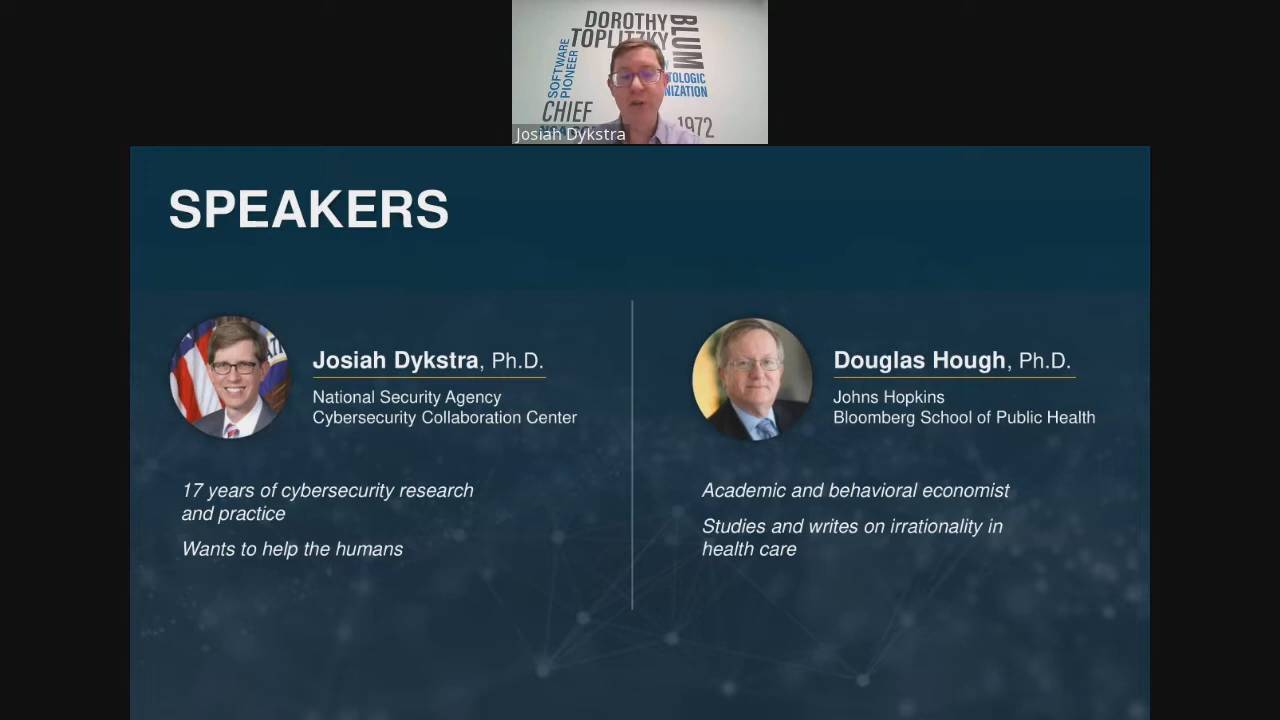 DOROTHY
TOPLITZKY
BLUM
SOFTWARE
PIONEER
CHIEF
1972
Josiah Dykstra
SPEAKERS
Josiah Dykstra, Ph.D.
National Security Agency
Cybersecurity Collaboration Center
17 years of cybersecurity research
and practice
Wants to help the humans
Douglas Hough, Ph.D.
Johns Hopkins
Bloomberg School of Public Health
Academic and behavioral economist
Studies and writes on irrationality in
health care